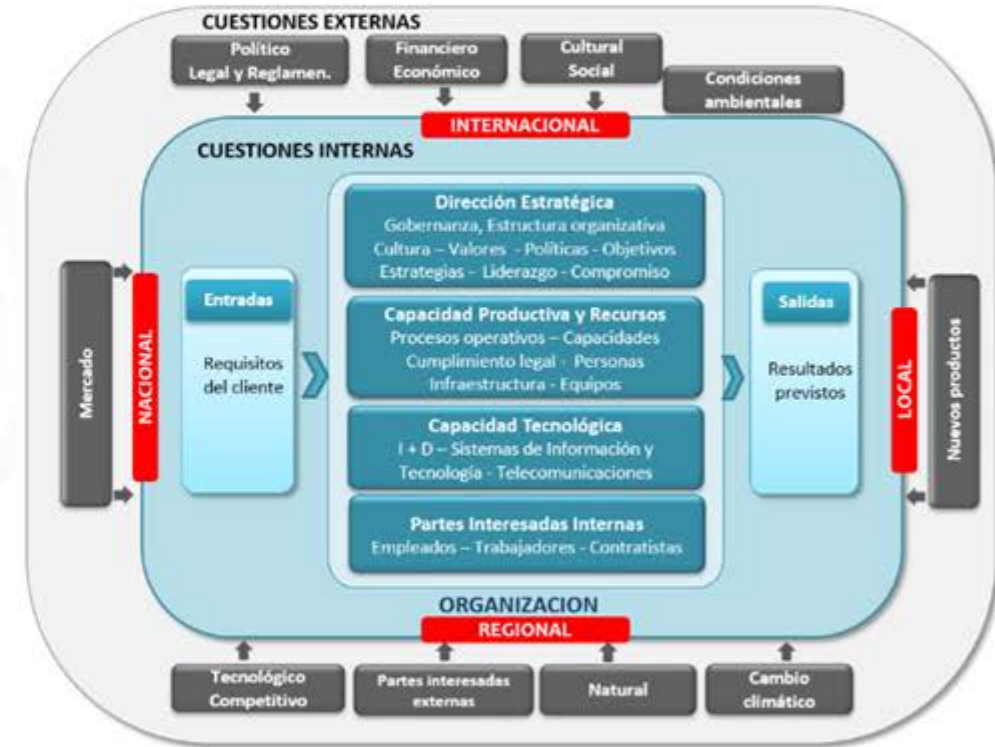 CUESTIONES EXTERNAS
Político
Legal y Reglamen.
Financiero
Económico
Cultural
Social
Condiciones
ambientales
INTERNACIONAL
CUESTIONES INTERNAS
Mercado
NACIONAL
Entradas
Requisitos
del cliente
Dirección Estratégica
Gobernanza, Estructura organizativa
Cultura – Valores - Políticas - Objetivos
Estrategias - Liderazgo - Compromiso
Capacidad Productiva y Recursos
Procesos operativos – Capacidades
Cumplimiento legal - Personas
Infraestructura - Equipos
Capacidad Tecnológica
I + D – Sistemas de Información y
Tecnología - Telecomunicaciones
Partes Interesadas Internas
Empleados – Trabajadores - Contratistas
Salidas
Resultados
previstos
LOCAL
Nuevos productos
ORGANIZACION
REGIONAL
Tecnológico
Competitivo
Partes interesadas
externas
Natural
Cambio
climático